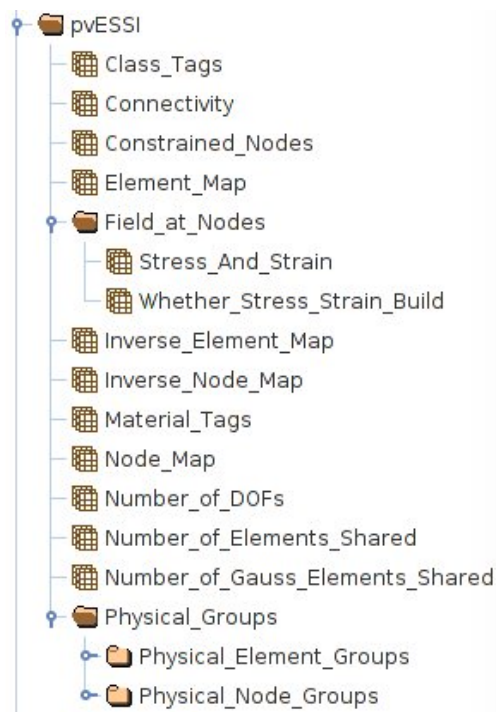 pvESSI
Class_Tags
Connectivity
Constrained_Nodes
Element_Map
Field_at_Nodes
Stress_And_Strain
Whether_Stress_Strain_Build
Inverse_Element_Map
Inverse_Node_Map
Material_Tags
Node_Map
Number_of_DOFs
Number_of_Elements_Shared
Number_of_Gauss_Elements_Shared
Physical_Groups
Physical_Element_Groups
Physical_Node_Groups